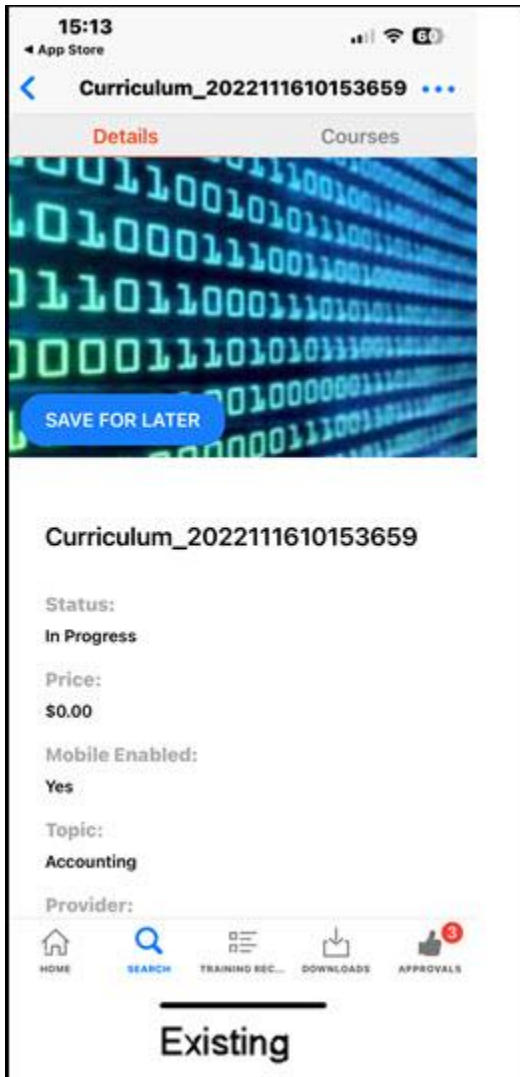 15:13
60
◀ App Store
Curriculum_2022111610153659
Details Courses
SAVE FOR LATER
Curriculum_2022111610153659
Status:
In Progress
Price:
$0.00
Mobile Enabled:
Yes
Topic:
Accounting
Provider:
3
HOME SEARCH TRAINING REC... DOWNLOADS APPROVALS
Existing